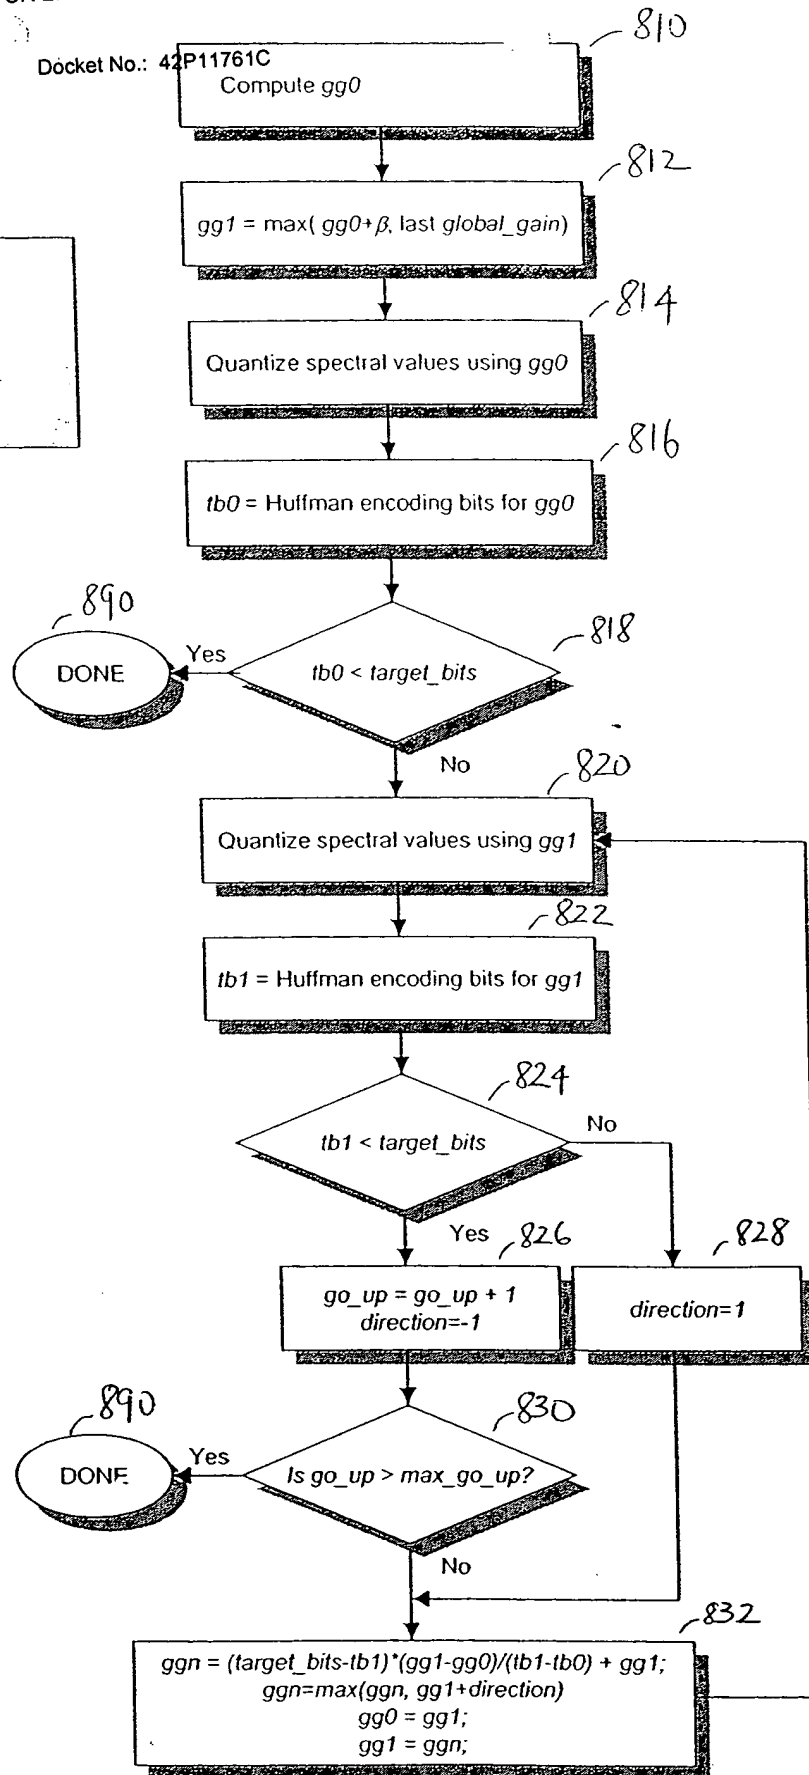 810
Docket No.: 42P11761C
Compute gg0
812
gg1 = max( gg0+β, last global_gain)
814
Quantize spectral values using gg0
816
tb0 = Huffman encoding bits for gg0
890
818
DONE
Yes
tb0 < target_bits
No
820
Quantize spectral values using gg1
822
tb1 = Huffman encoding bits for gg1
824
No
tb1 < target_bits
Yes
826
828
go_up = go_up + 1
direction=-1
direction=1
890
830
DONE
Yes
Is go_up > max_go_up?
No
832
ggn = (target_bits-tb1)*(gg1-gg0)/(tb1-tb0) + gg1;
ggn=max(ggn, gg1+direction)
gg0 = gg1;
gg1 = ggn;